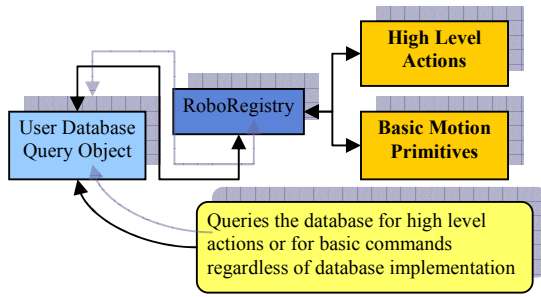 High Level
Actions
RoboRegistry
User Database
Query Object
Basic Motion
Primitives
Queries the database for high level
actions or for basic commands
regardless of database implementation